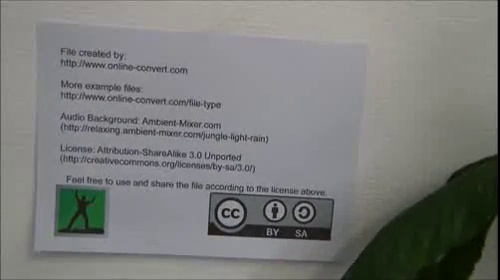 File created by:
http://www.online-convert.com
More example files:
http://www.online-convert.com/file-type
Audio Background: Ambient-Mixer.com
(http://relaxing.ambient-mixer.com/jungle-light-rain)
License: Attribution-ShareAlike 3.0 Unported
(http://creativecommons.org/licenses/by-sa/3.0/)
Feel free to use and share the file according to the license above.
cc
BY SA